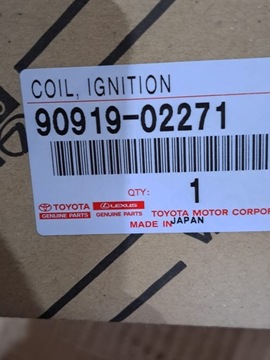 COIL, IGNITION
90919-02271
QTY: 1
TOYOTA LEXUS
GENUINE PARTS GENUINE PARTS
TOYOTA MOTOR CORPOR
MADE IN JAPAN